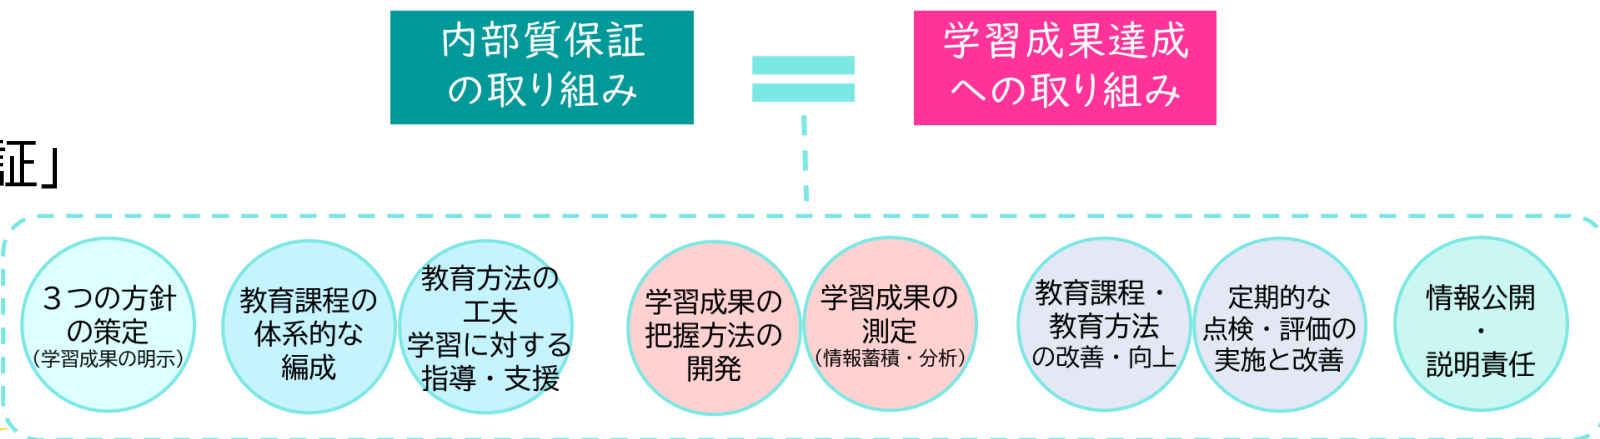 内部質保証
の取り組み
学習成果達成
への取り組み
証」
３つの方針
の策定
（学習成果の明示）
教育課程の
体系的な
編成
教育方法の
工夫
学習に対する
指導・支援
学習成果の
把握方法の
開発
学習成果の
測定
（情報蓄積・分析）
教育課程・
教育方法
の改善・向上
定期的な
点検・評価の
実施と改善
情報公開
・
説明責任